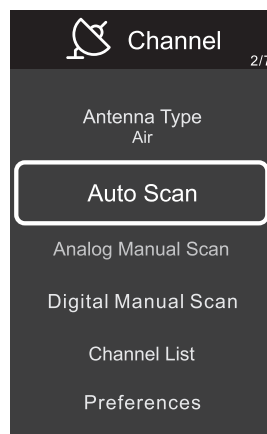 Channel
2/7
Antenna Type
Air
Auto Scan
Analog Manual Scan
Digital Manual Scan
Channel List
Preferences